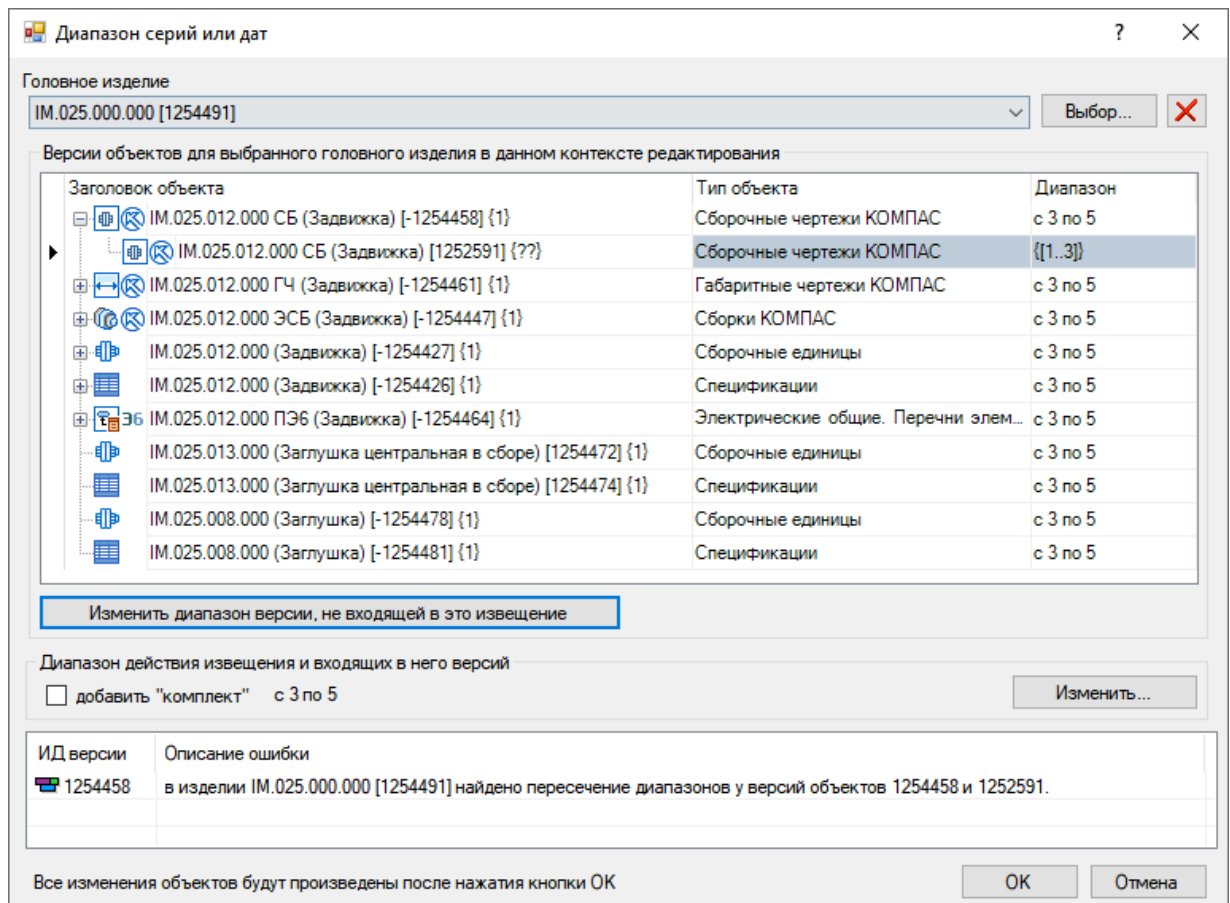 Диапазон серий или дат ?
Головное изделие
IM.025.000.000 [1254491] Выбор...
Версии объектов для выбранного головного изделия в данном контексте редактирования
Заголовок объекта Тип объекта Диапазон
IM.025.012.000 СБ (Задвижка) [-1254458] {1} Сборочные чертежи КОМПАС с 3 по 5
IM.025.012.000 СБ (Задвижка) [1252591] {??} Сборочные чертежи КОМПАС {[1..3]}
IM.025.012.000 ГЧ (Задвижка) [-1254461] {1} Габаритные чертежи КОМПАС с 3 по 5
IM.025.012.000 ЭСБ (Задвижка) [-1254447] {1} Сборки КОМПАС с 3 по 5
IM.025.012.000 (Задвижка) [-1254427] {1} Сборочные единицы с 3 по 5
IM.025.012.000 (Задвижка) [-1254426] {1} Спецификации с 3 по 5
Э6 IM.025.012.000 ПЭ6 (Задвижка) [-1254464] {1} Электрические общие. Перечни элем... с 3 по 5
IM.025.013.000 (Заглушка центральная в сборе) [1254472] {1} Сборочные единицы с 3 по 5
IM.025.013.000 (Заглушка центральная в сборе) [1254474] {1} Спецификации с 3 по 5
IM.025.008.000 (Заглушка) [-1254478] {1} Сборочные единицы с 3 по 5
IM.025.008.000 (Заглушка) [-1254481] {1} Спецификации с 3 по 5
Изменить диапазон версии, не входящей в это извещение
Диапазон действия извещения и входящих в него версий
добавить "комплект" с 3 по 5 Изменить...
ИД версии Описание ошибки
1254458 в изделии IM.025.000.000 [1254491] найдено пересечение диапазонов у версий объектов 1254458 и 1252591.
Все изменения объектов будут произведены после нажатия кнопки OK OK Отмена